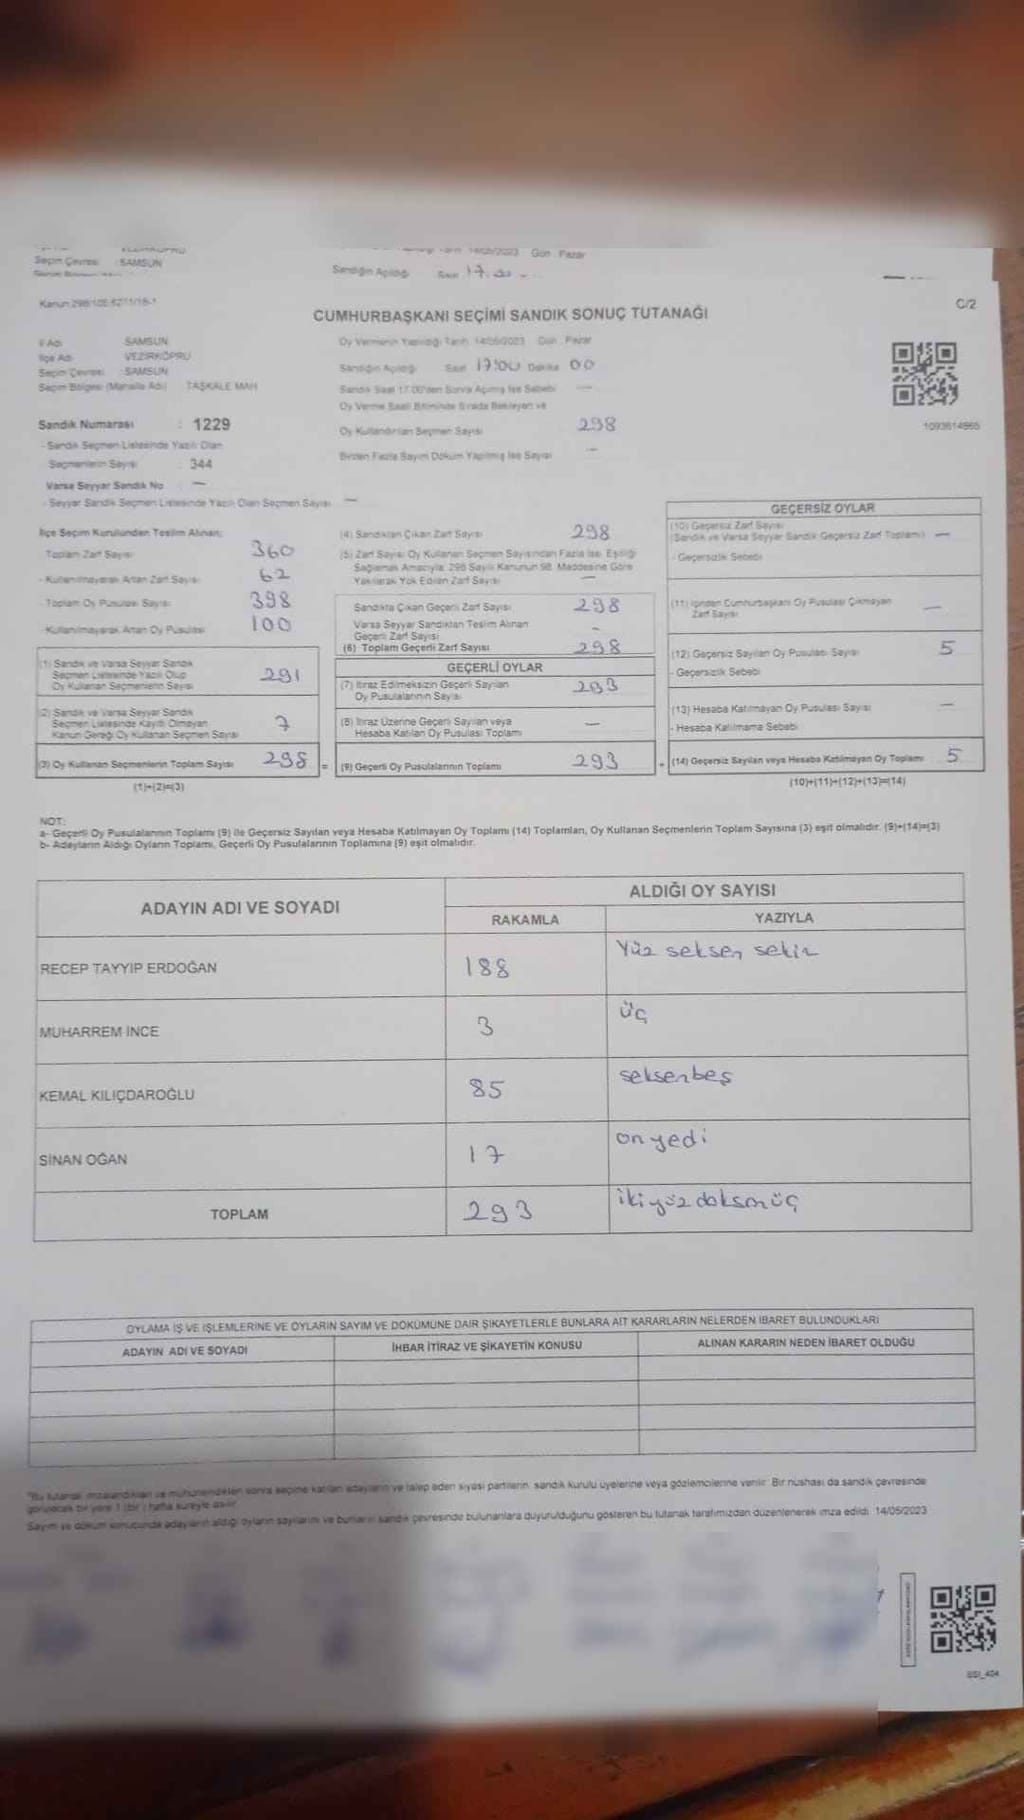 VEZİRKÖPRÜ
Seçim Çevresi : SAMSUN
14/05/2023 Gün : Pazar
Sandığın Açıldığı Saat 17.00
Kanun 298/105 6271/18-1
C/2
CUMHURBAŞKANI SEÇİMİ SANDIK SONUÇ TUTANAĞI
İl Adı : SAMSUN
İlçe Adı : VEZİRKÖPRÜ
Seçim Çevresi : SAMSUN
Seçim Bölgesi (Mahalle Adı) : TAŞKALE MAH
Sandık Numarası : 1229
- Sandık Seçmen Listesinde Yazılı Olan
Seçmenlerin Sayısı : 344
Varsa Seyyar Sandık No : —
- Seyyar Sandık Seçmen Listesinde Yazılı Olan Seçmen Sayısı —
Oy Vermenin Yapıldığı Tarih : 14/05/2023 Gün : Pazar
Sandığın Açıldığı Saat 17:00 Dakika 00
Sandık Saat 17.00'den Sonra Açılmış İse Sebebi —
Oy Verme Saati Bitiminde Sırada Bekleyen ve
Oy Kullandırılan Seçmen Sayısı 298
Birden Fazla Sayım Döküm Yapılmış İse Sayısı —
1093614865
İlçe Seçim Kurulundan Teslim Alınan:
Toplam Zarf Sayısı 360
- Kullanılmayarak Artan Zarf Sayısı 62
- Toplam Oy Pusulası Sayısı 398
- Kullanılmayarak Artan Oy Pusulası 100
(1) Sandık ve Varsa Seyyar Sandık
Seçmen Listesinde Yazılı Olup
Oy Kullanan Seçmenlerin Sayısı 291
(2) Sandık ve Varsa Seyyar Sandık
Seçmen Listesinde Kayıtlı Olmayan
Kanun Gereği Oy Kullanan Seçmen Sayısı 7
(3) Oy Kullanan Seçmenlerin Toplam Sayısı 298 =
(1)+(2)=(3)
(4) Sandıktan Çıkan Zarf Sayısı 298
(5) Zarf Sayısı Oy Kullanan Seçmen Sayısından Fazla İse, Eşitliği
Sağlamak Amacıyla, 298 Sayılı Kanunun 98. Maddesine Göre
Yakılarak Yok Edilen Zarf Sayısı —
Sandıkta Çıkan Geçerli Zarf Sayısı 298
Varsa Seyyar Sandıktan Teslim Alınan
Geçerli Zarf Sayısı -
(6) Toplam Geçerli Zarf Sayısı 298
GEÇERLİ OYLAR
(7) İtiraz Edilmeksizin Geçerli Sayılan
Oy Pusulalarının Sayısı 293
(8) İtiraz Üzerine Geçerli Sayılan veya
Hesaba Katılan Oy Pusulası Toplamı —
(9) Geçerli Oy Pusulalarının Toplamı 293 +
GEÇERSİZ OYLAR
(10) Geçersiz Zarf Sayısı
(Sandık ve Varsa Seyyar Sandık Geçersiz Zarf Toplamı) —
- Geçersizlik Sebebi
(11) İçinden Cumhurbaşkanı Oy Pusulası Çıkmayan
Zarf Sayısı —
(12) Geçersiz Sayılan Oy Pusulası Sayısı 5
- Geçersizlik Sebebi
(13) Hesaba Katılmayan Oy Pusulası Sayısı —
- Hesaba Katılmama Sebebi
(14) Geçersiz Sayılan veya Hesaba Katılmayan Oy Toplamı 5
(10)+(11)+(12)+(13)=(14)
NOT:
a- Geçerli Oy Pusulalarının Toplamı (9) ile Geçersiz Sayılan veya Hesaba Katılmayan Oy Toplamı (14) Toplamları, Oy Kullanan Seçmenlerin Toplam Sayısına (3) eşit olmalıdır. (9)+(14)=(3)
b- Adayların Aldığı Oyların Toplamı, Geçerli Oy Pusulalarının Toplamına (9) eşit olmalıdır.
ADAYIN ADI VE SOYADI
ALDIĞI OY SAYISI
RAKAMLA YAZIYLA
RECEP TAYYİP ERDOĞAN 188 Yüz seksen sekiz
MUHARREM İNCE 3 üç
KEMAL KILIÇDAROĞLU 85 seksenbeş
SİNAN OĞAN 17 onyedi
TOPLAM 293 ikiyüzdoksanüç
OYLAMA İŞ VE İŞLEMLERİNE VE OYLARIN SAYIM VE DÖKÜMÜNE DAİR ŞİKAYETLERLE BUNLARA AİT KARARLARIN NELERDEN İBARET BULUNDUKLARI
ADAYIN ADI VE SOYADI İHBAR İTİRAZ VE ŞİKAYETİN KONUSU ALINAN KARARIN NEDEN İBARET OLDUĞU
*Bu tutanak imzalandıktan ve mühürlendikten sonra seçime katılan adayların ve talep eden siyasi partilerin, sandık kurulu üyelerine veya gözlemcilerine verilir. Bir nüshası da sandık çevresinde
görülecek bir yere 1 (bir) hafta süreyle asılır.
Sayım ve döküm sonucunda adayların aldığı oyların sayılarını ve bunların sandık çevresinde bulunanlara duyurulduğunu gösteren bu tutanak tarafımızdan düzenlenerek imza edildi. 14/05/2023
SSI_404